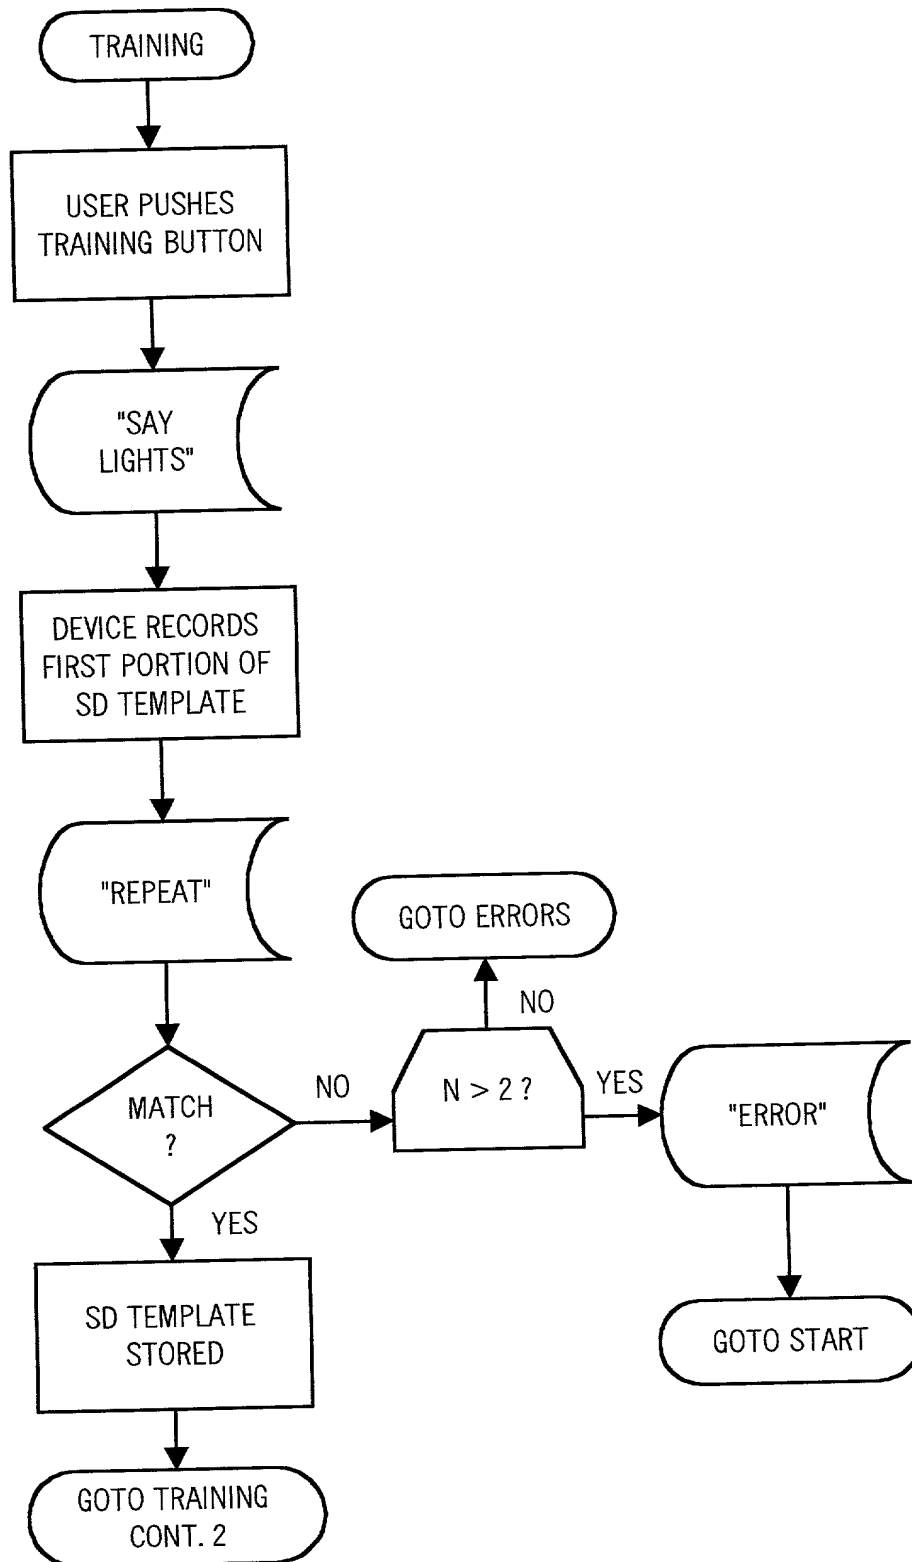 TRAINING
USER PUSHES
TRAINING BUTTON
"SAY
LIGHTS"
DEVICE RECORDS
FIRST PORTION OF
SD TEMPLATE
"REPEAT"
GOTO ERRORS
NO
MATCH
?
NO
N > 2 ?
YES
"ERROR"
YES
SD TEMPLATE
STORED
GOTO START
GOTO TRAINING
CONT. 2